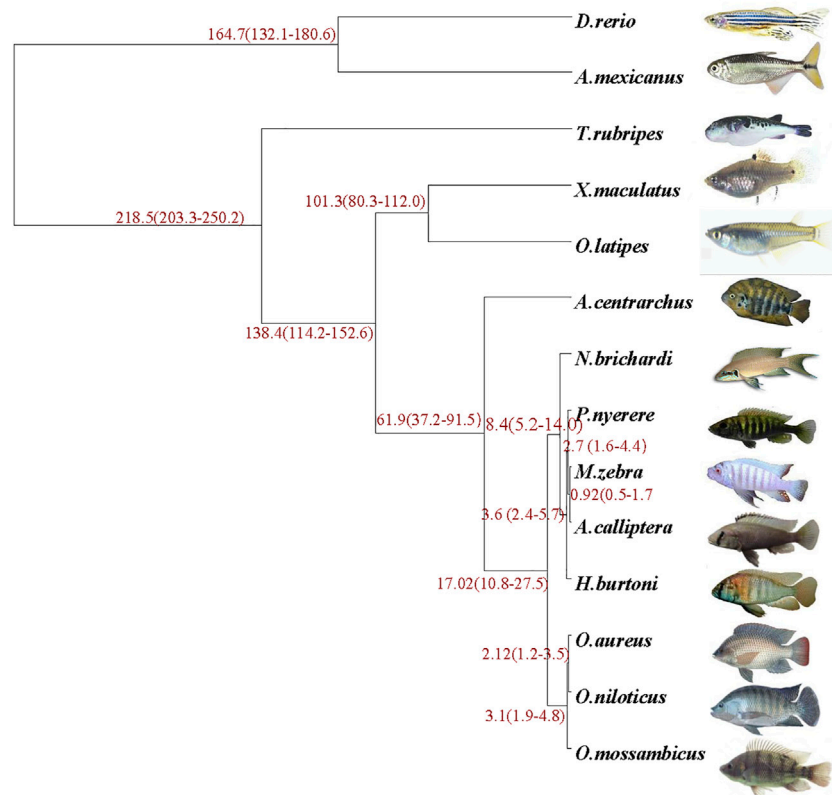 D.rerio
164.7(132.1-180.6)
A.mexicanus
T.rubripes
X.maculatus
101.3(80.3-112.0)
218.5(203.3-250.2)
O.latipes
A.centrarchus
138.4(114.2-152.6)
N.brichardi
P.nyerere
61.9(37.2-91.5)
8.4(5.2-14.0)
2.7 (1.6-4.4)
M.zebra
0.92(0.5-1.7
3.6 (2.4-5.7)
A.calliptera
17.02(10.8-27.5)
H.burtoni
O.aureus
2.12(1.2-3.5)
O.niloticus
3.1(1.9-4.8)
O.mossambicus